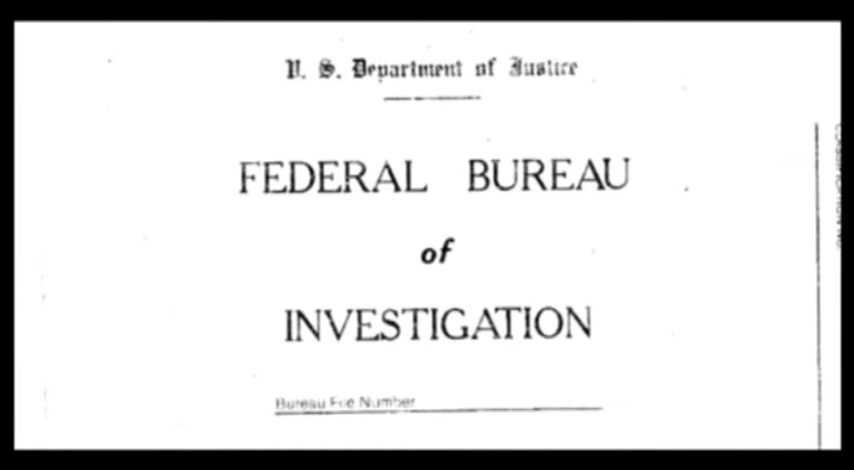 U. S. Department of Justice
FEDERAL BUREAU
of
INVESTIGATION
Bureau File Number